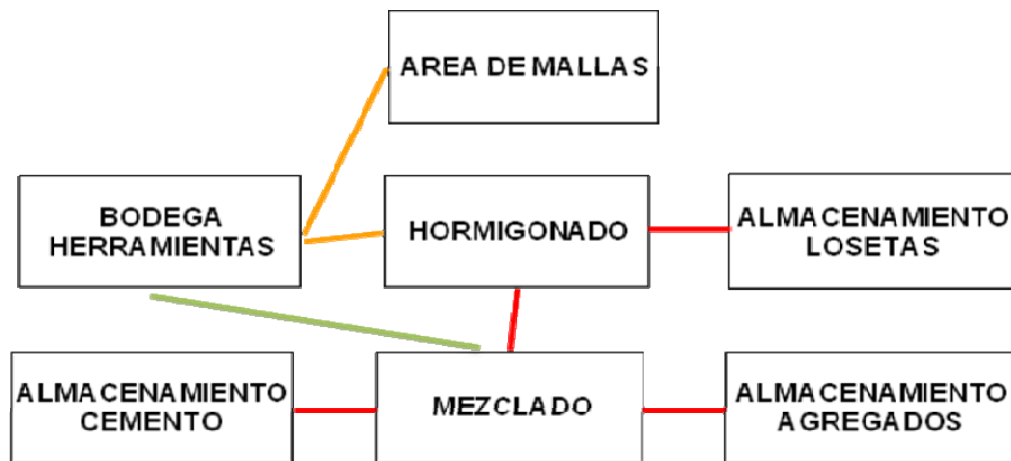 AREA DE MALLAS
BODEGA
HERRAMIENTAS
HORMIGONADO
ALMACENAMIENTO
LOSETAS
ALMACENAMIENTO
CEMENTO
MEZCLADO
ALMACENAMIENTO
AGREGADOS